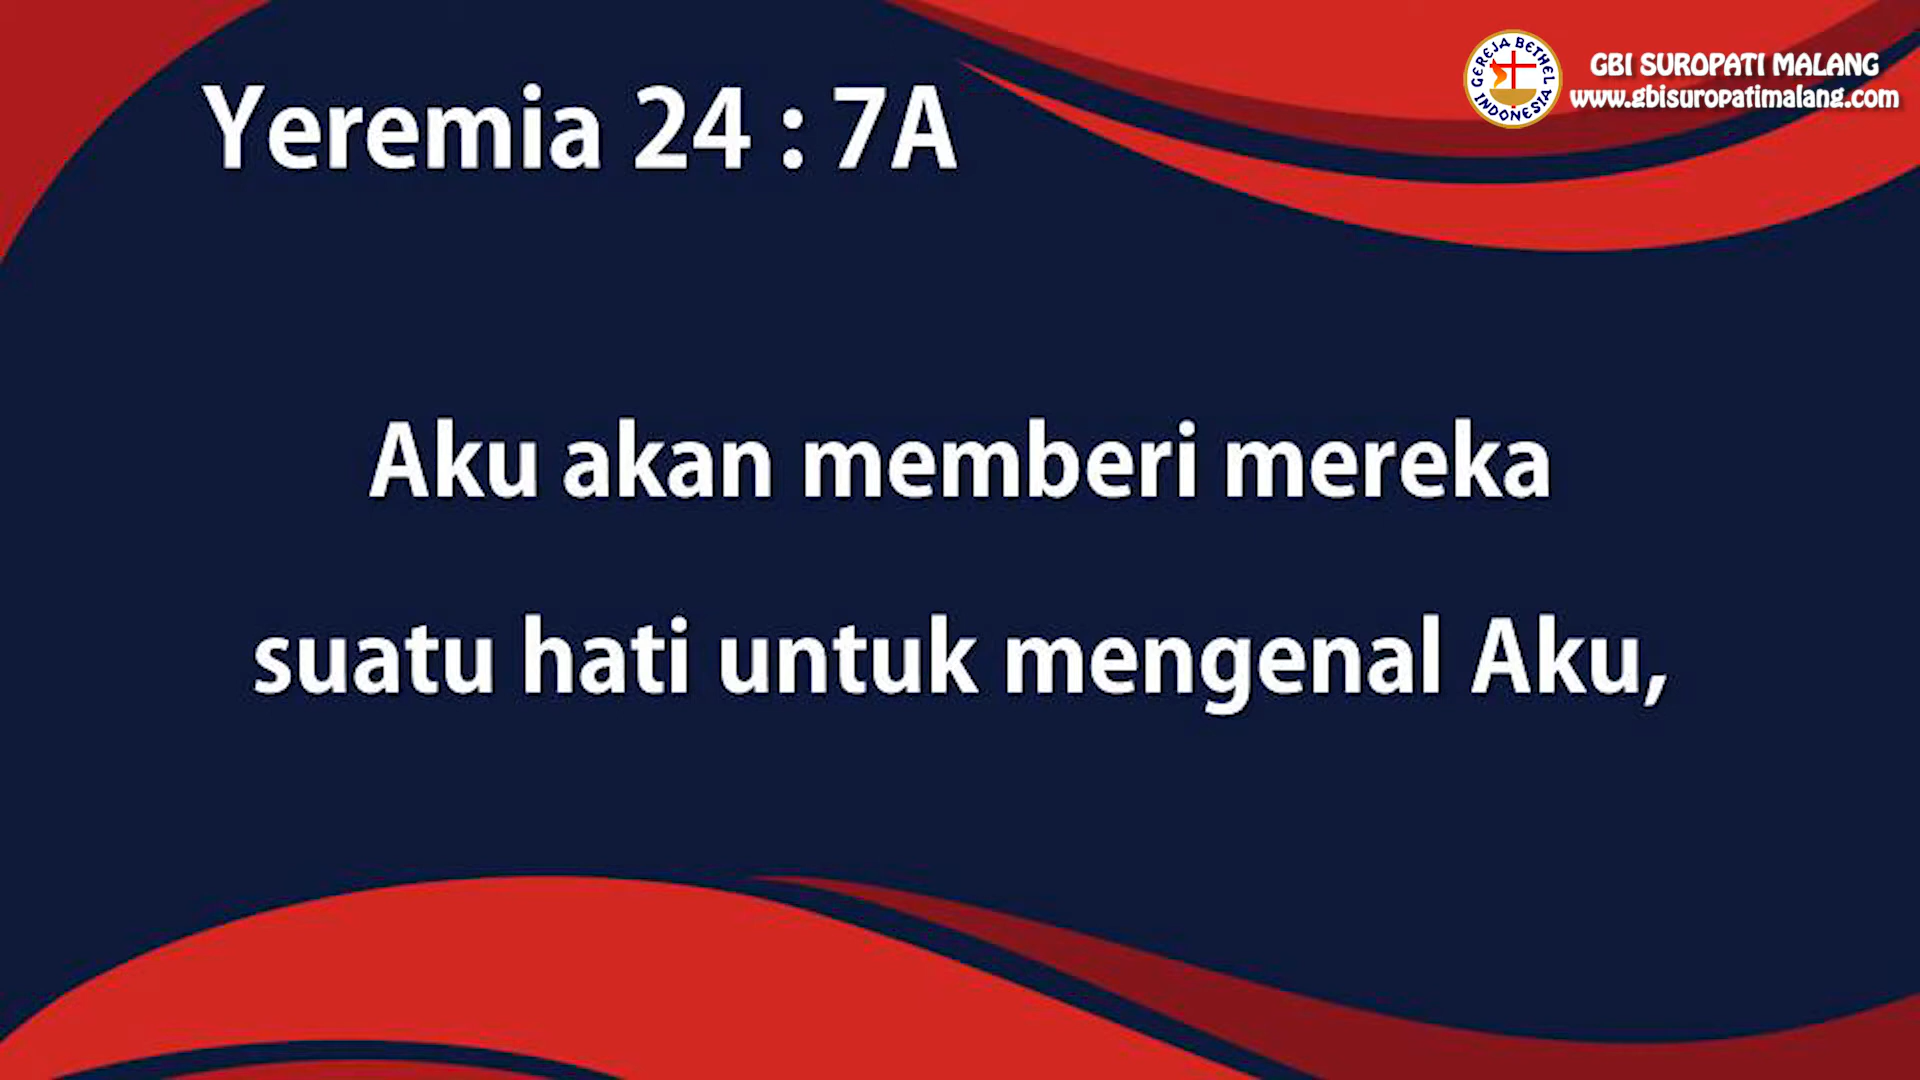 GEREJA BETHEL
INDONESIA
GBI SUROPATI MALANG
www.gbisuropatimalang.com
Yeremia 24 : 7A
Aku akan memberi mereka
suatu hati untuk mengenal Aku,